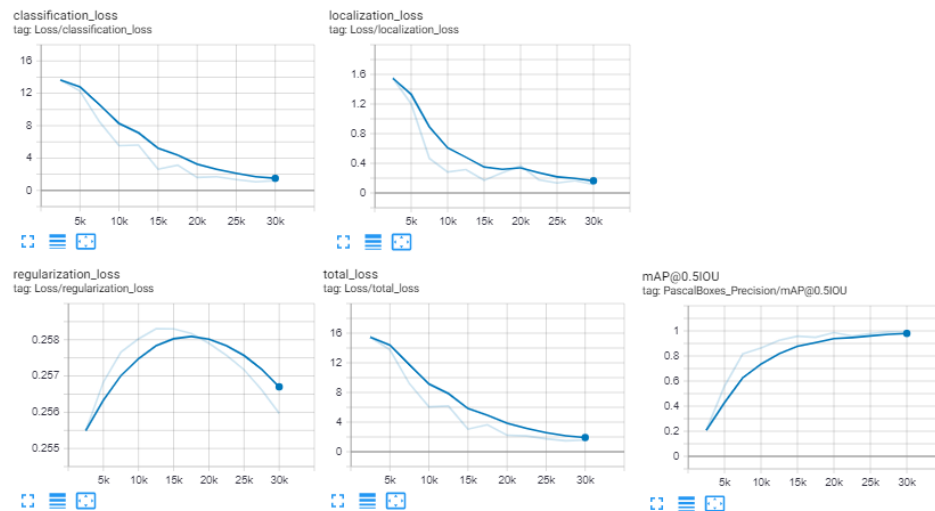 classification_loss
tag: Loss/classification_loss
16
12
8
4
0
5k 10k 15k 20k 25k 30k
localization_loss
tag: Loss/localization_loss
1.6
1.2
0.8
0.4
0
5k 10k 15k 20k 25k 30k
regularization_loss
tag: Loss/regularization_loss
0.258
0.257
0.256
0.255
5k 10k 15k 20k 25k 30k
total_loss
tag: Loss/total_loss
16
12
8
4
0
5k 10k 15k 20k 25k 30k
mAP@0.5IOU
tag: PascalBoxes_Precision/mAP@0.5IOU
1
0.8
0.6
0.4
0.2
0
5k 10k 15k 20k 25k 30k